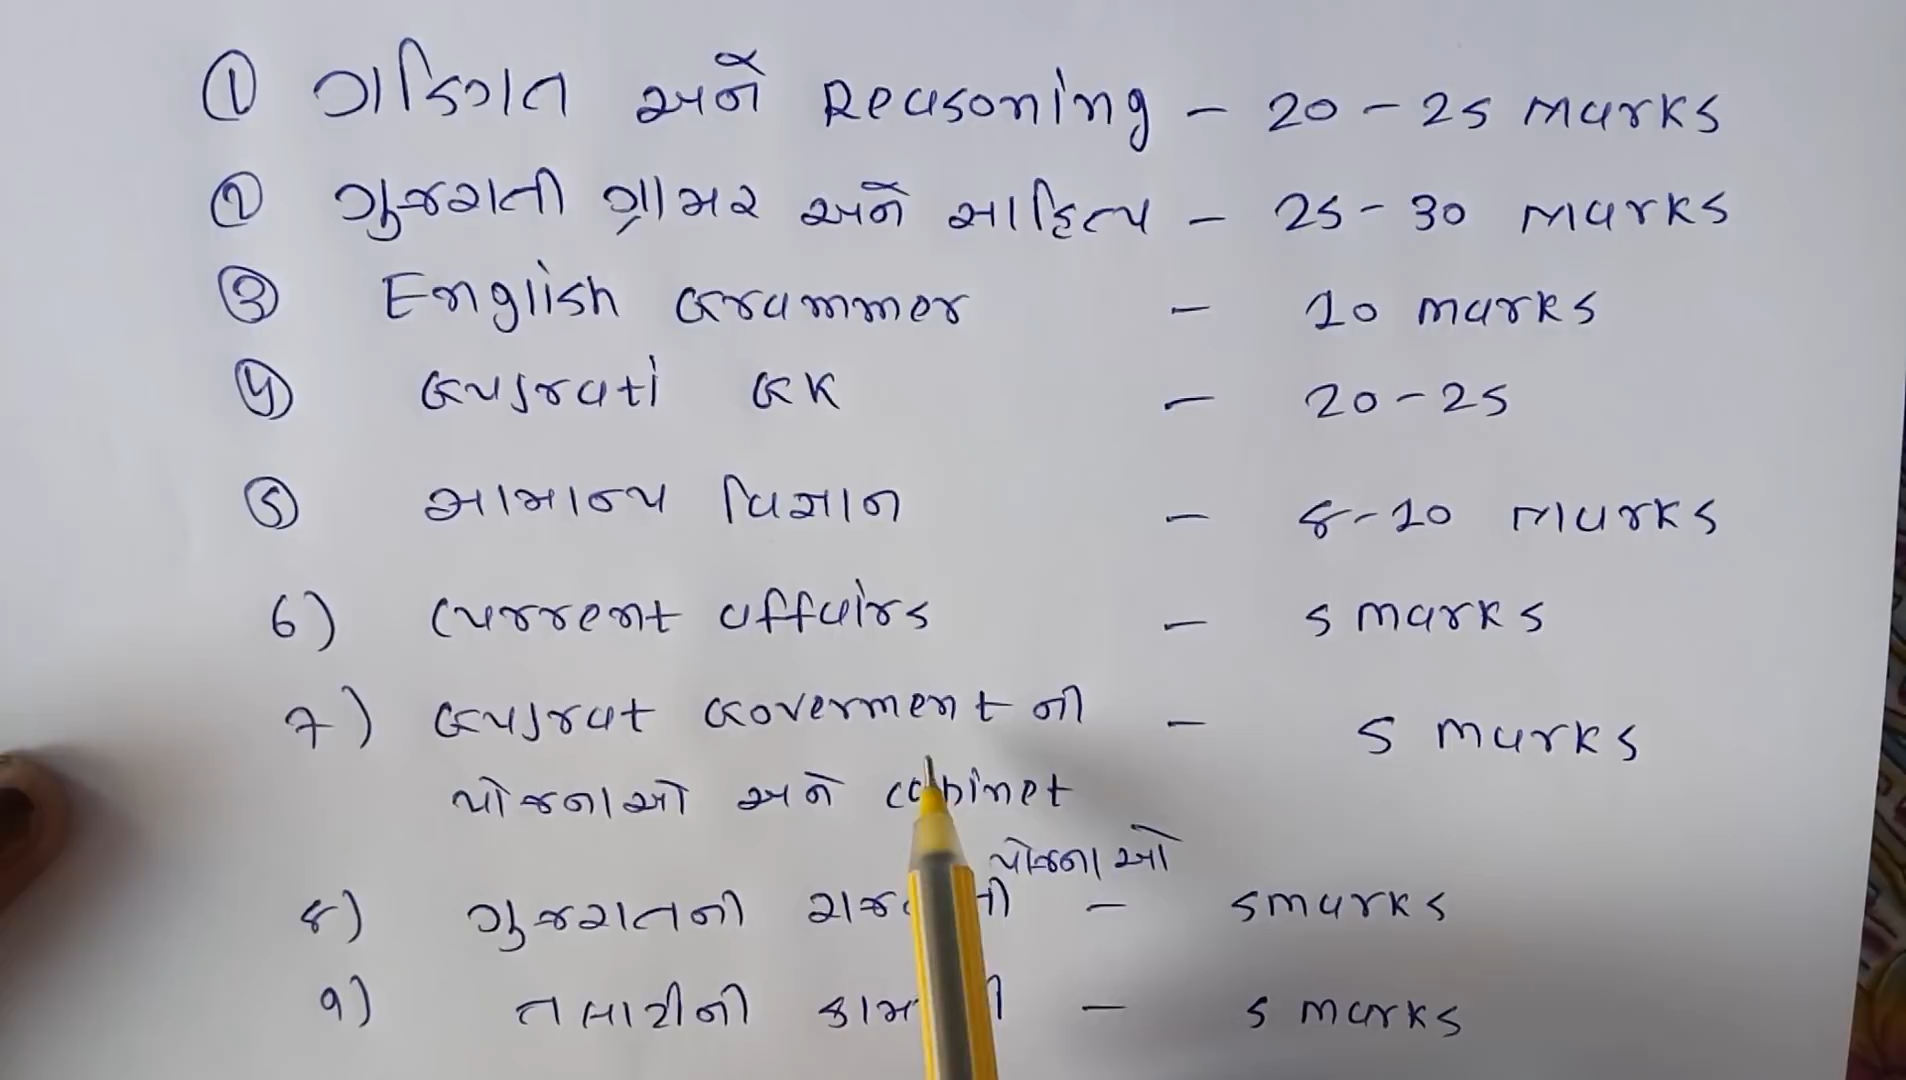 ① ગણિત અને Reasoning - 20-25 marks
② ગુજરાતી ગ્રામર અને સાહિત્ય - 25-30 marks
③ English Grammer - 10 marks
④ Gujrati GK - 20-25
⑤ સામાન્ય વિજ્ઞાન - 8-10 marks
6) Current affairs - 5 marks
7) Gujrat Goverment ની - 5 marks
યોજનાઓ અને cabinet
યોજનાઓ
8) ગુજરાતની - 5 marks
9) તલાટીની - 5 marks